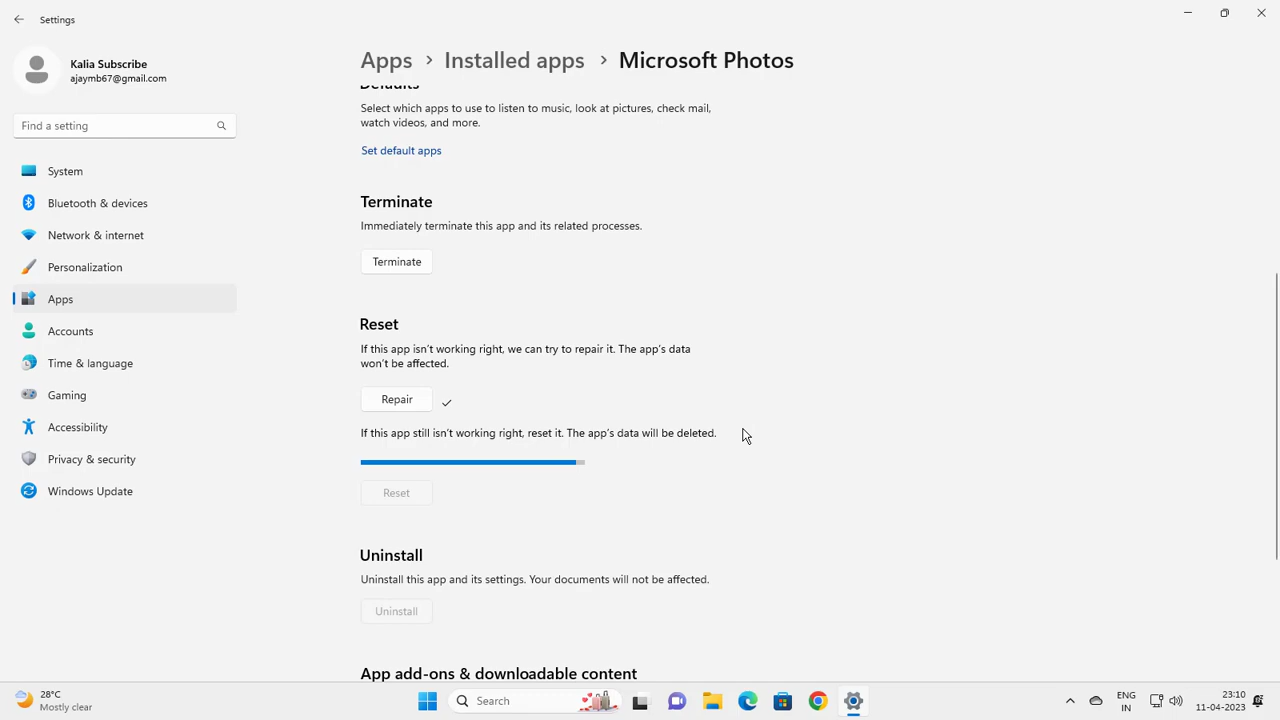 Settings
Kalia Subscribe
ajaymb67@gmail.com
Find a setting
System
Bluetooth & devices
Network & internet
Personalization
Apps
Accounts
Time & language
Gaming
Accessibility
Privacy & security
Windows Update
Apps > Installed apps > Microsoft Photos
Defaults
Select which apps to use to listen to music, look at pictures, check mail,
watch videos, and more.
Set default apps
Terminate
Immediately terminate this app and its related processes.
Terminate
Reset
If this app isn't working right, we can try to repair it. The app's data
won't be affected.
Repair
If this app still isn't working right, reset it. The app's data will be deleted.
Reset
Uninstall
Uninstall this app and its settings. Your documents will not be affected.
Uninstall
App add-ons & downloadable content
28°C
Mostly clear
Search
ENG
IN
23:10
11-04-2023